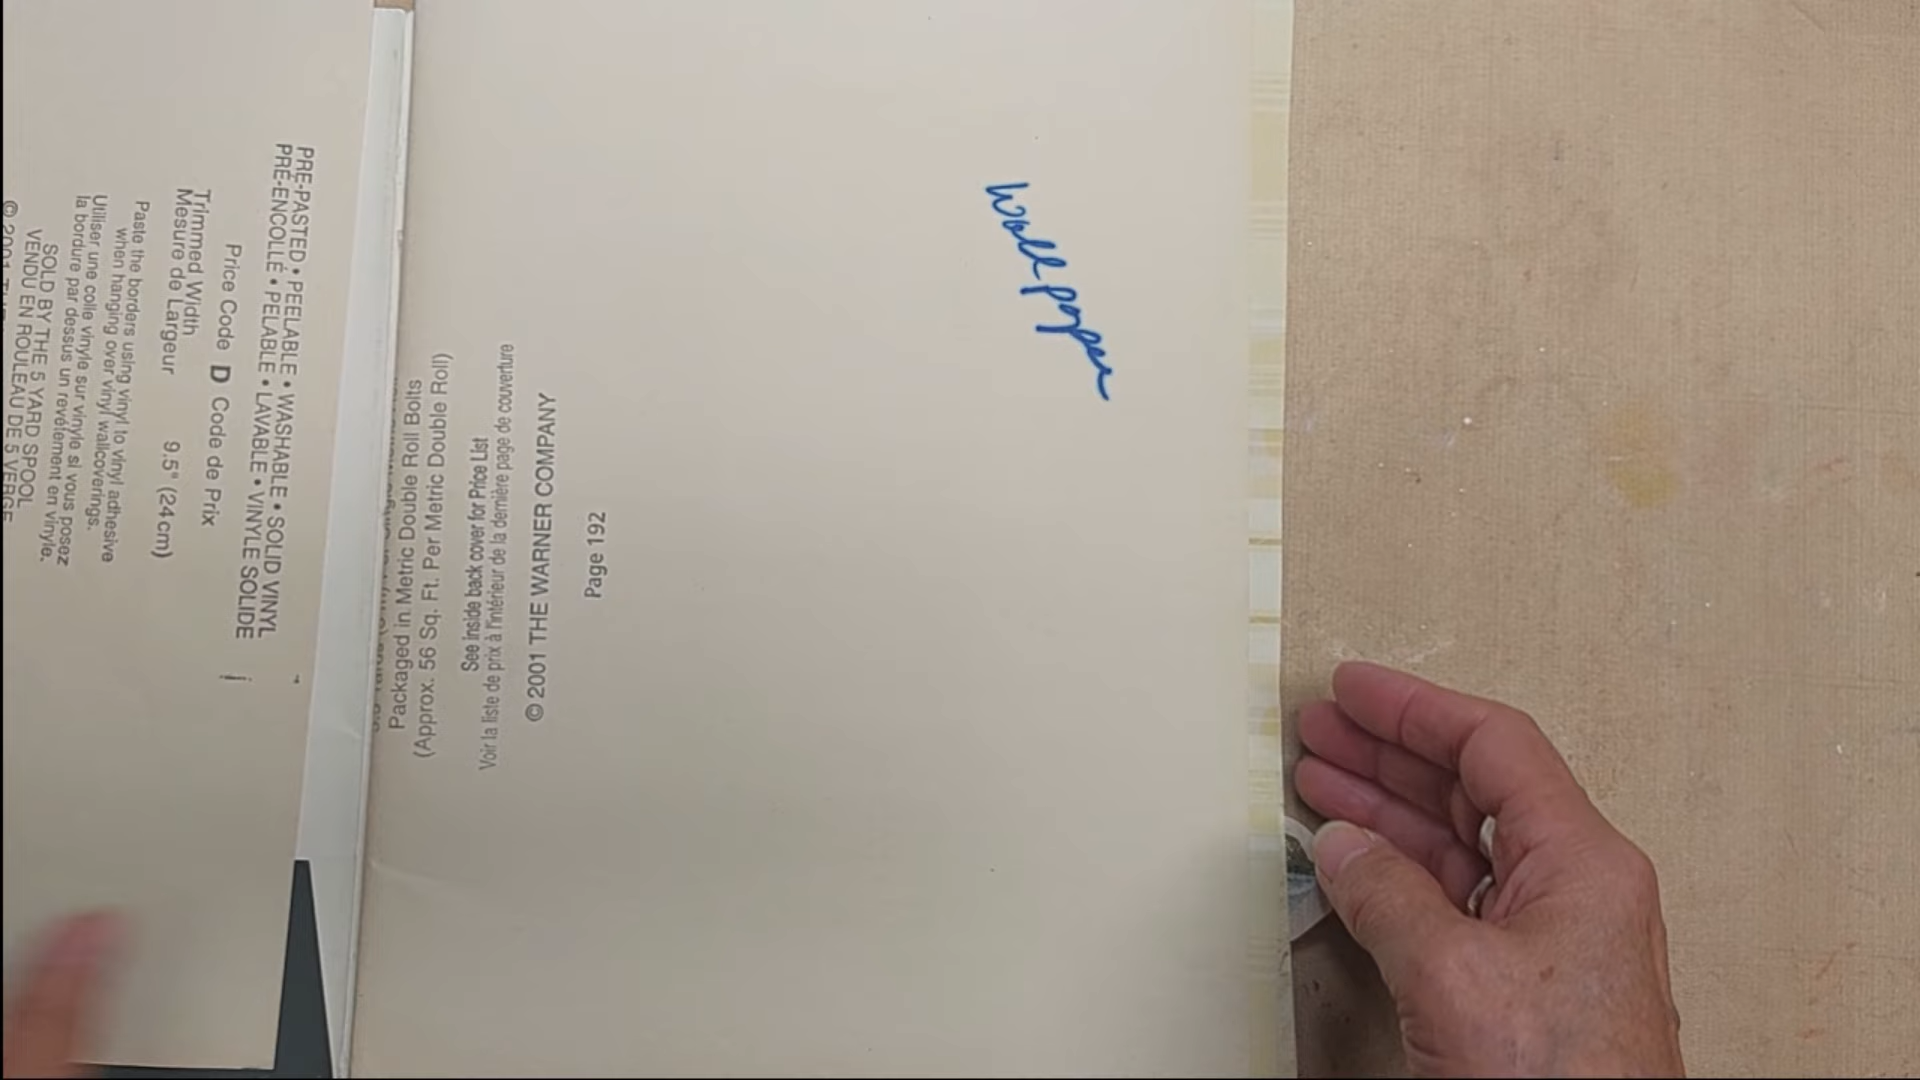 PRE-PASTED • PEELABLE • WASHABLE • SOLID VINYL
PRÉ-ENCOLLÉ • PELABLE • LAVABLE • VINYLE SOLIDE
Price Code D Code de Prix
Trimmed Width
Mesure de Largeur 9.5" (24cm)
Paste the borders using vinyl to vinyl adhesive
when hanging over vinyl wallcoverings.
Utiliser une colle vinyle sur vinyle si vous posez
la bordure par dessus un revêtement en vinyle.
SOLD BY THE 5 YARD SPOOL
VENDU EN ROULEAU DE 5 VERGE
© 2001
Packaged in Metric Double Roll Bolts
(Approx. 56 Sq. Ft. Per Metric Double Roll)
See inside back cover for Price List
Voir la liste de prix à l'intérieur de la dernière page de couverture
© 2001 THE WARNER COMPANY
Page 192
Wallpaper